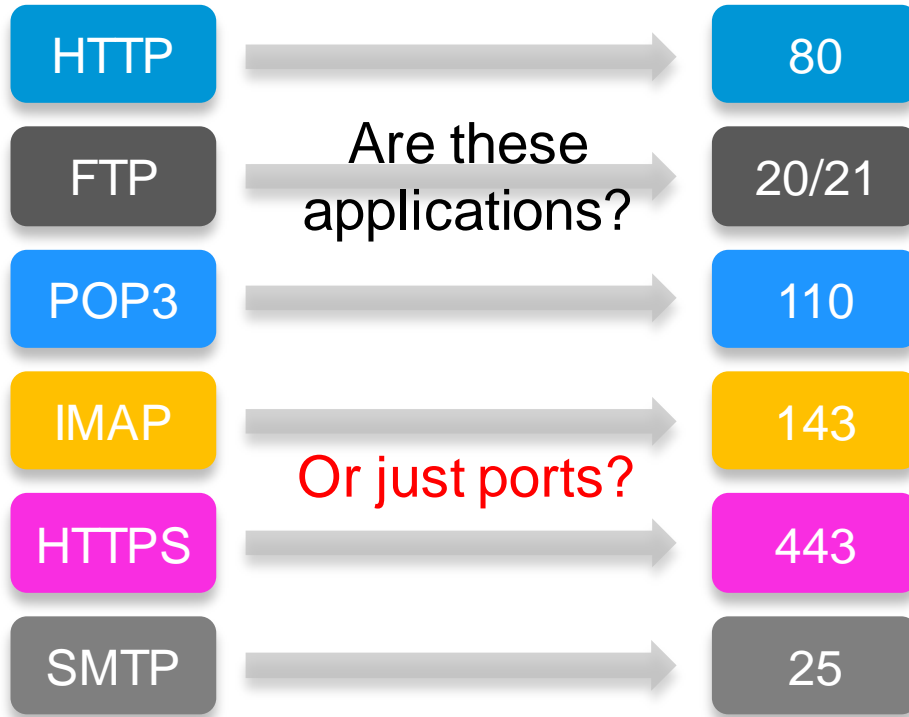 HTTP 80
Are these
FTP 20/21
applications?
POP3 110
IMAP 143
Or just ports?
HTTPS 443
SMTP 25